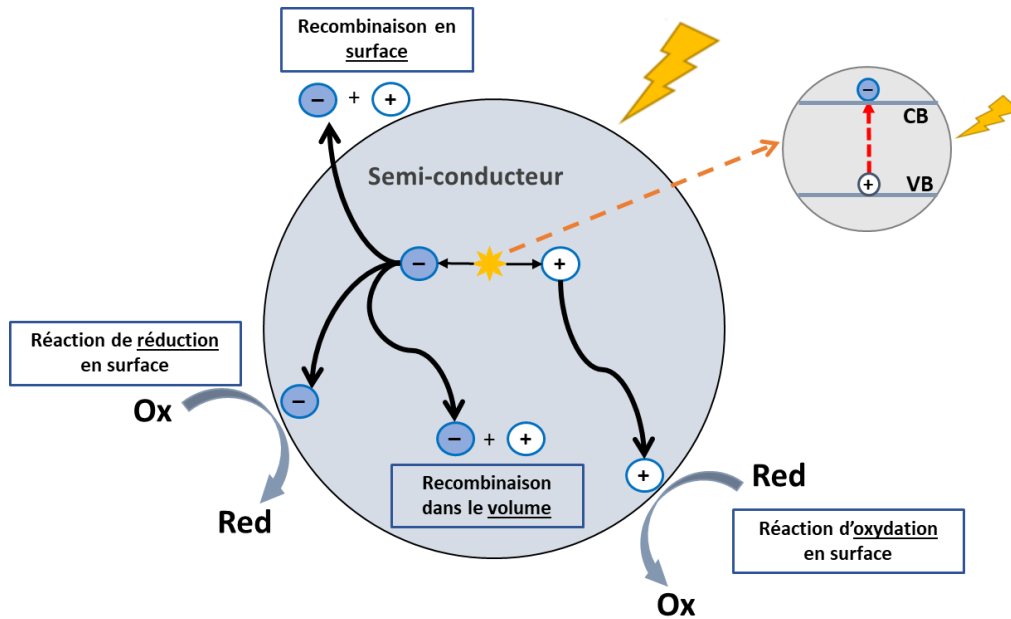 Recombinaison en
surface
− + +
CB
VB
Semi-conducteur
− +
Réaction de réduction
en surface
Ox
−
Red
− + +
Recombinaison
dans le volume
+
Red
Réaction d'oxydation
en surface
Ox
− 
+